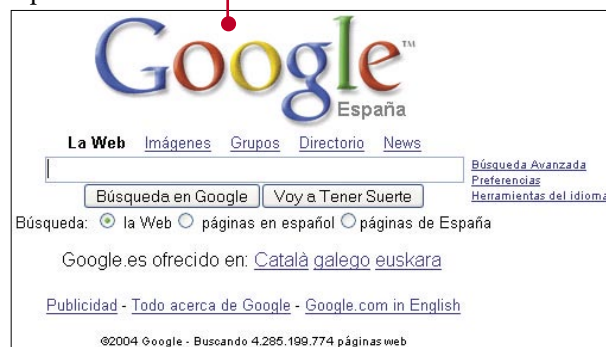 Google™
España
La Web Imágenes Grupos Directorio News
Búsqueda Avanzada
Preferencias
Herramientas del idioma
Búsqueda en Google Voy a Tener Suerte
Búsqueda: la Web páginas en español páginas de España
Google.es ofrecido en: Català galego euskara
Publicidad - Todo acerca de Google - Google.com in English
©2004 Google - Buscando 4.285.199.774 páginas web